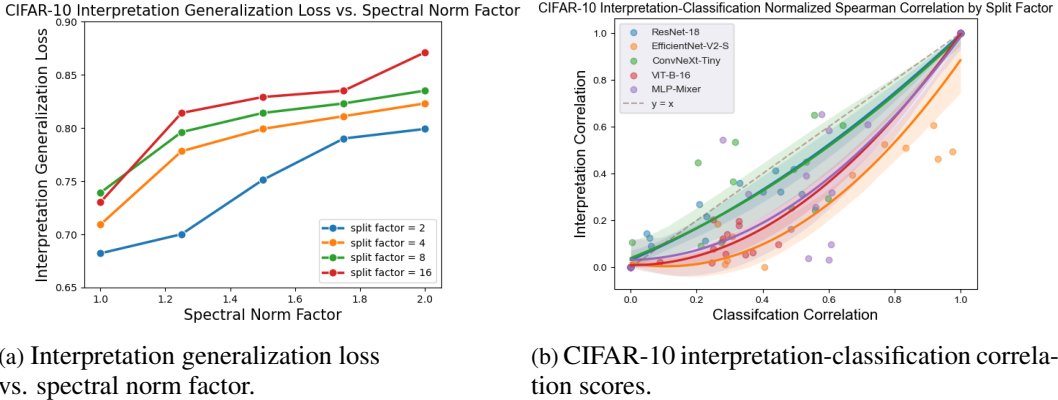 CIFAR-10 Interpretation Generalization Loss vs. Spectral Norm Factor
0.90
0.85
0.80
0.75
0.70
0.65
Interpretation Generalization Loss
split factor = 2
split factor = 4
split factor = 8
split factor = 16
1.0 1.2 1.4 1.6 1.8 2.0
Spectral Norm Factor
(a) Interpretation generalization loss
vs. spectral norm factor.
CIFAR-10 Interpretation-Classification Normalized Spearman Correlation by Split Factor
1.0
0.8
0.6
0.4
0.2
0.0
Interpretation Correlation
ResNet-18
EfficientNet-V2-S
ConvNeXt-Tiny
ViT-B-16
MLP-Mixer
y = x
0.0 0.2 0.4 0.6 0.8 1.0
Classifcation Correlation
(b) CIFAR-10 interpretation-classification correla-
tion scores.